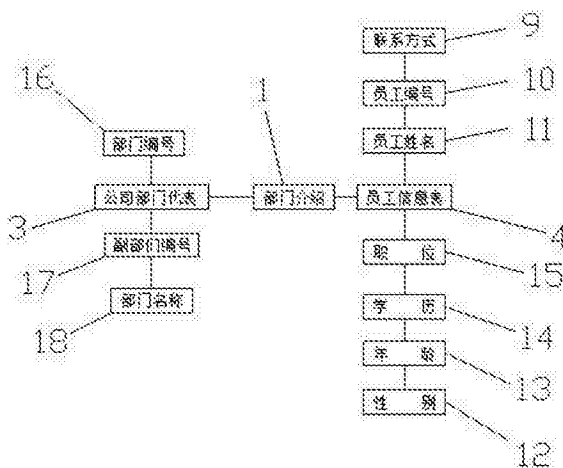 9
联系方式
16
1
员工编号
10
部门编号
员工姓名
11
公司部门代表
部门介绍
员工信息表
3
4
副部们编号
职 位
17
15
部门名称
学 历
18
14
年 龄
13
性 别
12